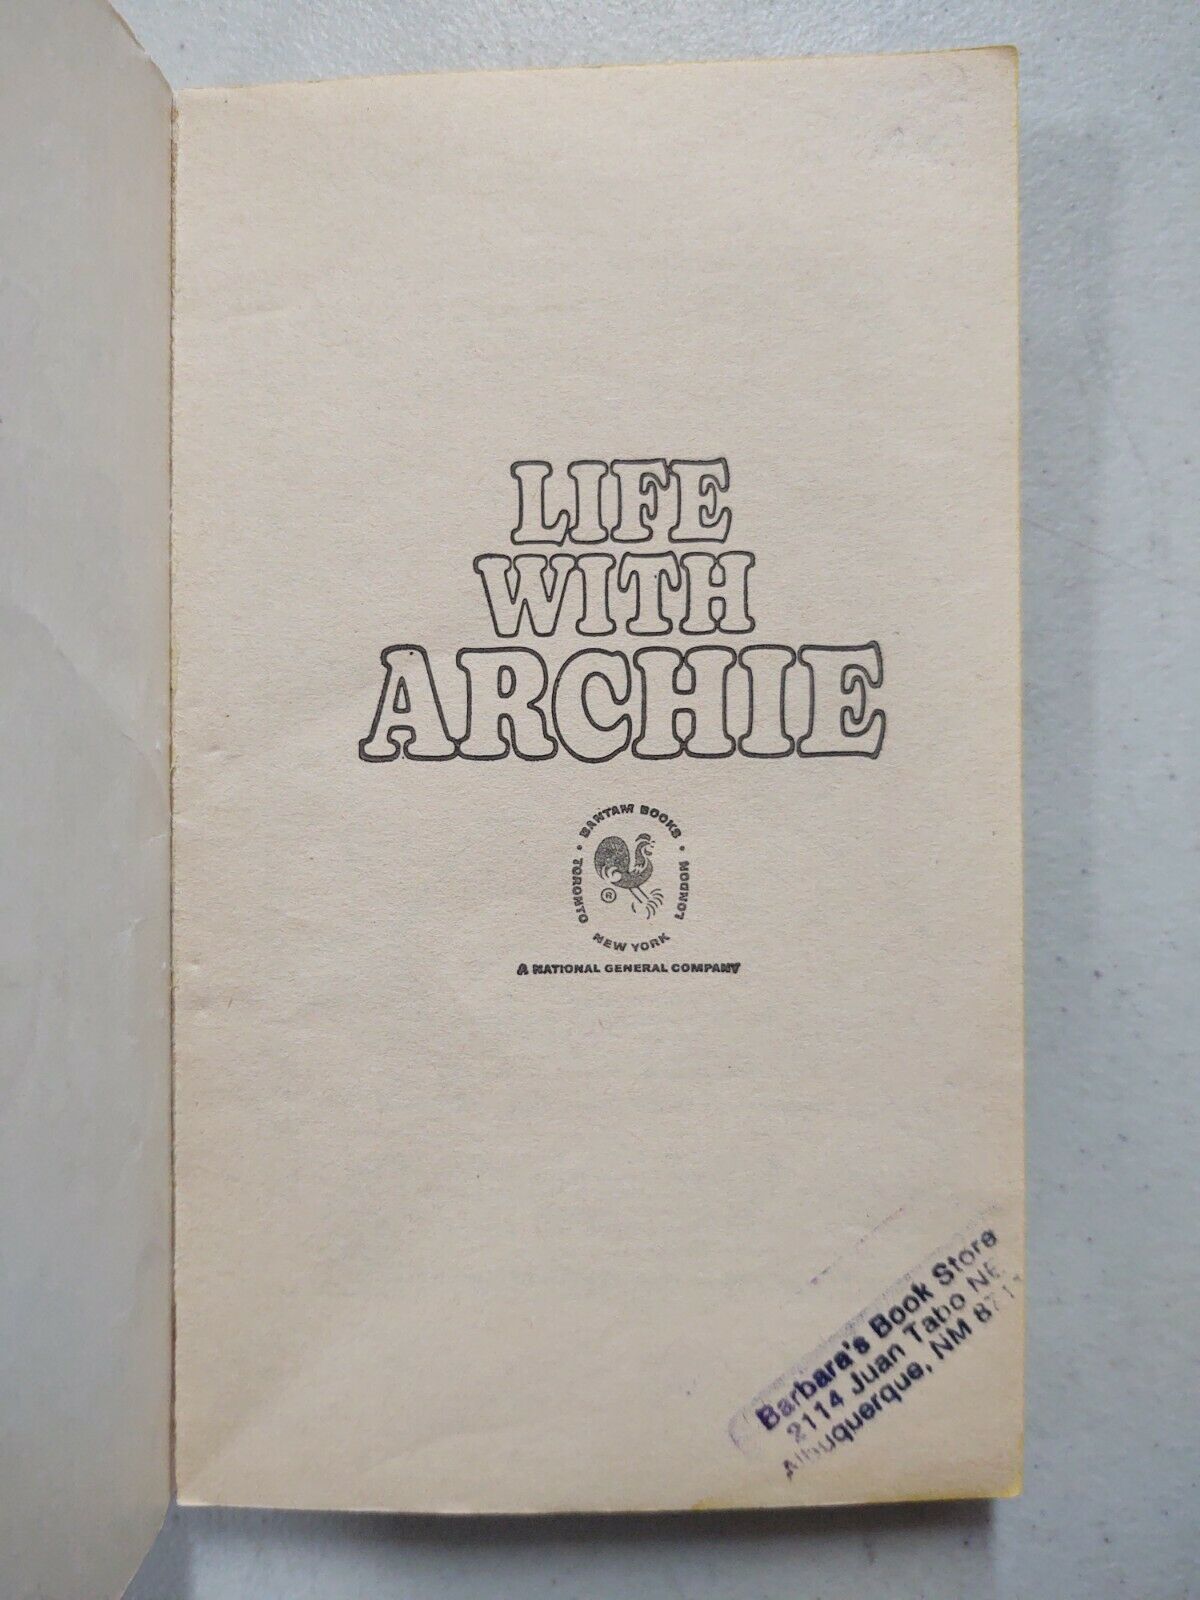 LIFE
WITH
ARCHIE
BANTAM BOOKS
TORONTO • • LONDON
®
NEW YORK
A NATIONAL GENERAL COMPANY
Barbara's Book Store
2114 Juan Tabo NE
Albuquerque, NM